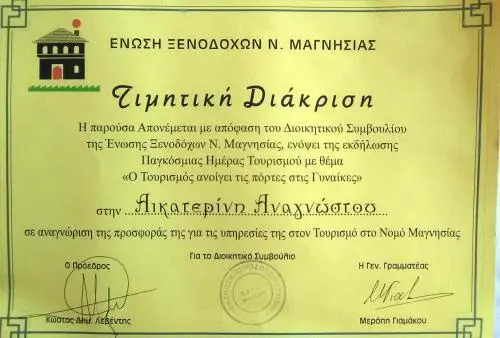 ΕΝΩΣΗ ΞΕΝΟΔΟΧΩΝ Ν. ΜΑΓΝΗΣΙΑΣ
Τιμητική Διάκριση
Η παρούσα Απονέμεται με απόφαση του Διοικητικού Συμβουλίου
της Ένωσης Ξενοδόχων Ν. Μαγνησίας, ενόψει της εκδήλωσης
Παγκόσμιας Ημέρας Τουρισμού με θέμα
«Ο Τουρισμός ανοίγει τις πόρτες στις Γυναίκες»
στην Αικατερίνη Αναγνώστου
σε αναγνώριση της προσφοράς της για τις υπηρεσίες της στον Τουρισμό στο Νομό Μαγνησίας
Για το Διοικητικό Συμβούλιο
Ο Πρόεδρος
Η Γεν. Γραμματέας
Κώστας Δημ. Λεβέντης
Μερόπη Γιαμάκου